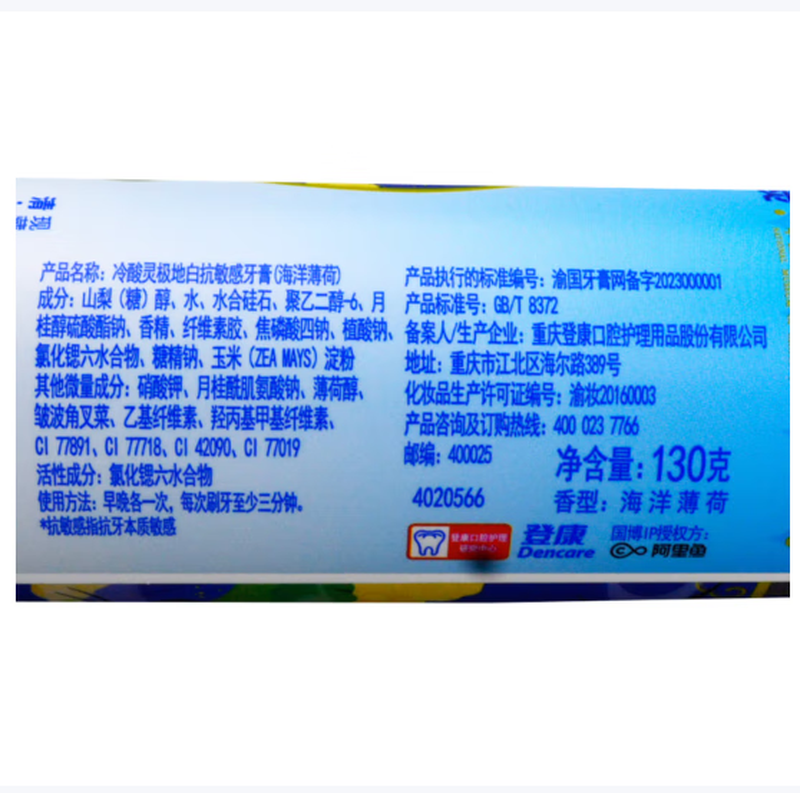 产品名称：冷酸灵极地白抗敏感牙膏(海洋薄荷)
成分：山梨（糖）醇、水、水合硅石、聚乙二醇-6、月
桂醇硫酸酯钠、香精、纤维素胶、焦磷酸四钠、植酸钠、
氯化锶六水合物、糖精钠、玉米（ZEA MAYS）淀粉
其他微量成分：硝酸钾、月桂酰肌氨酸钠、薄荷醇、
皱波角叉菜、乙基纤维素、羟丙基甲基纤维素、
CI 77891、CI 77718、CI 42090、CI 77019
活性成分：氯化锶六水合物
使用方法：早晚各一次，每次刷牙至少三分钟。
*抗敏感指抗牙本质敏感
产品执行的标准编号：渝国牙膏网备字2023000001
产品标准号：GB/T 8372
备案人/生产企业：重庆登康口腔护理用品股份有限公司
地址：重庆市江北区海尔路389号
化妆品生产许可证编号：渝妆20160003
产品咨询及订购热线：400 023 7766
邮编：400025
净含量：130克
4020566
香型：海洋薄荷
登康口腔护理
研究中心
登康
Dencare
国博IP授权方：
阿里鱼